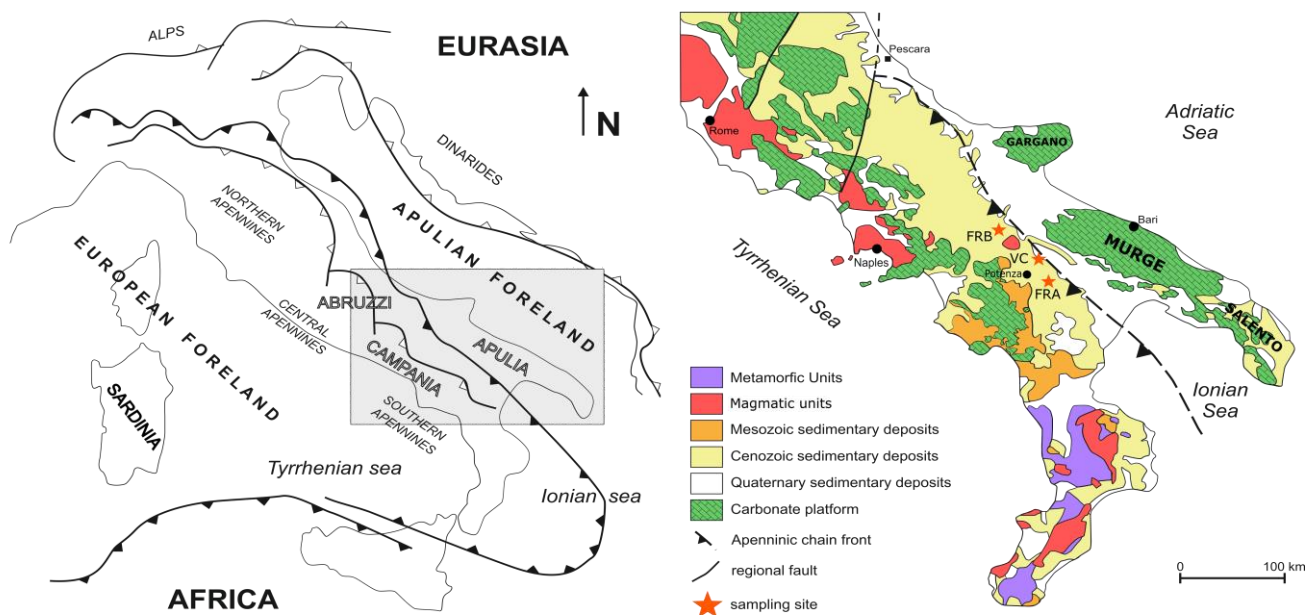 ALPS
EURASIA
N
DINARIDES
NORTHERN
APENNINES
APULIAN FORELAND
EUROPEAN FORELAND
ABRUZZI
CENTRAL
APENNINES
CAMPANIA
APULIA
SARDINIA
SOUTHERN
APENNINES
Tyrrhenian sea
Ionian sea
AFRICA
Pescara
Adriatic
Sea
Rome
GARGANO
Bari
FRB
MURGE
Naples
VC
Potenza
FRA
Tyrrhenian Sea
SALENTO
Ionian
Sea
Metamorfic Units
Magmatic units
Mesozoic sedimentary deposits
Cenozoic sedimentary deposits
Quaternary sedimentary deposits
Carbonate platform
Apenninic chain front
regional fault
sampling site
0 100 km